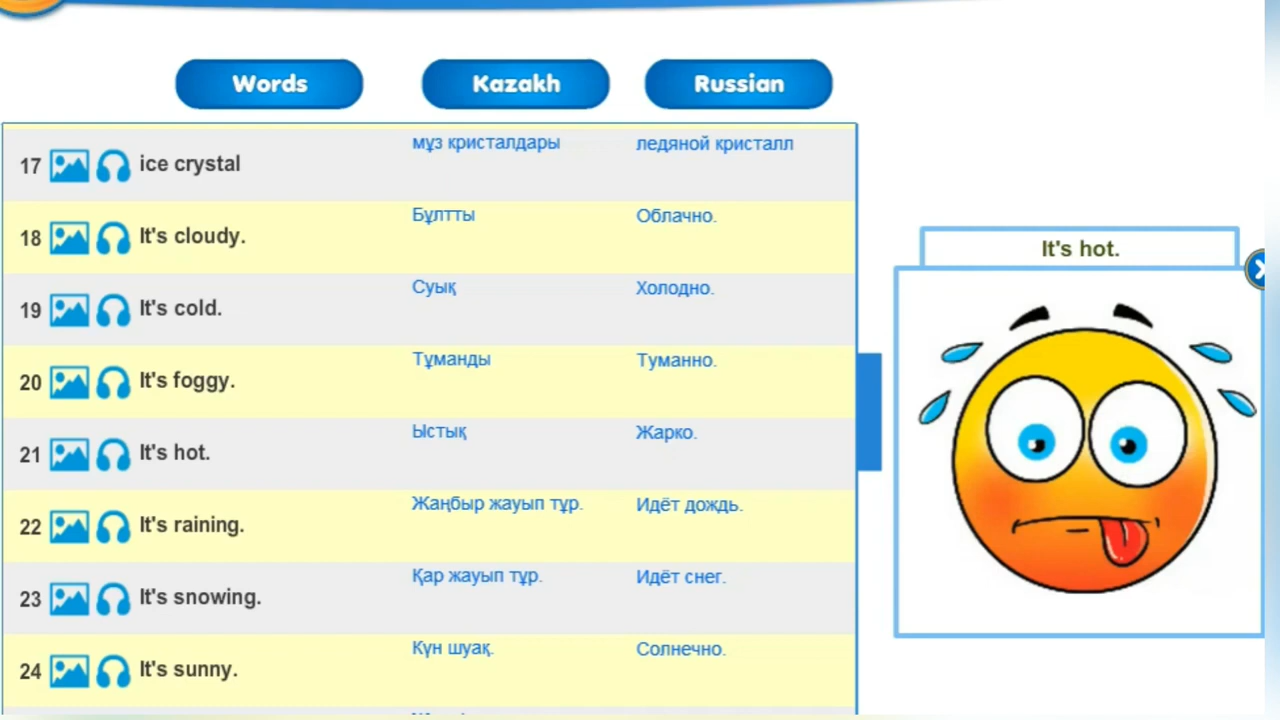 Words Kazakh Russian
17 ice crystal мұз кристалдары ледяной кристалл
18 It's cloudy. Бұлтты Облачно.
19 It's cold. Суық Холодно.
20 It's foggy. Тұманды Туманно.
21 It's hot. Ыстық Жарко.
22 It's raining. Жаңбыр жауып тұр. Идёт дождь.
23 It's snowing. Қар жауып тұр. Идёт снег.
24 It's sunny. Күн шуақ. Солнечно.
It's hot.